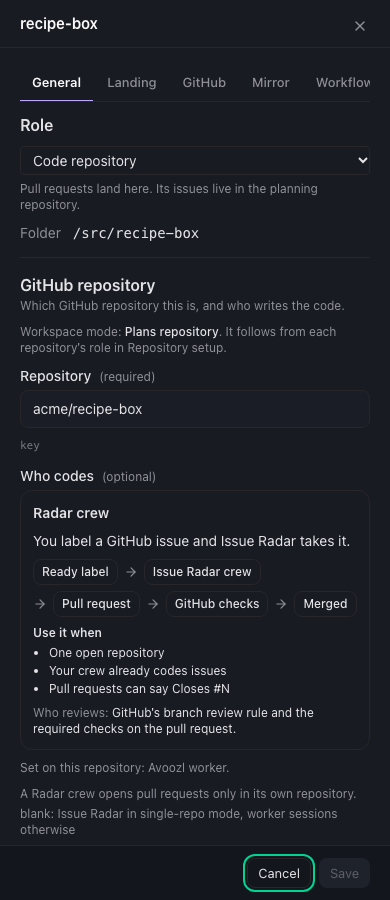 recipe-box
General Landing GitHub Mirror Workflow
Role
Code repository
Pull requests land here. Its issues live in the planning
repository.
Folder /src/recipe-box
GitHub repository
Which GitHub repository this is, and who writes the code.
Workspace mode: Plans repository. It follows from each
repository's role in Repository setup.
Repository (required)
acme/recipe-box
key
Who codes (optional)
Radar crew
You label a GitHub issue and Issue Radar takes it.
Ready label → Issue Radar crew
→ Pull request → GitHub checks → Merged
Use it when
• One open repository
• Your crew already codes issues
• Pull requests can say Closes #N
Who reviews: GitHub's branch review rule and the
required checks on the pull request.
Set on this repository: Avoozl worker.
A Radar crew opens pull requests only in its own repository.
blank: Issue Radar in single-repo mode, worker sessions
otherwise
Cancel Save